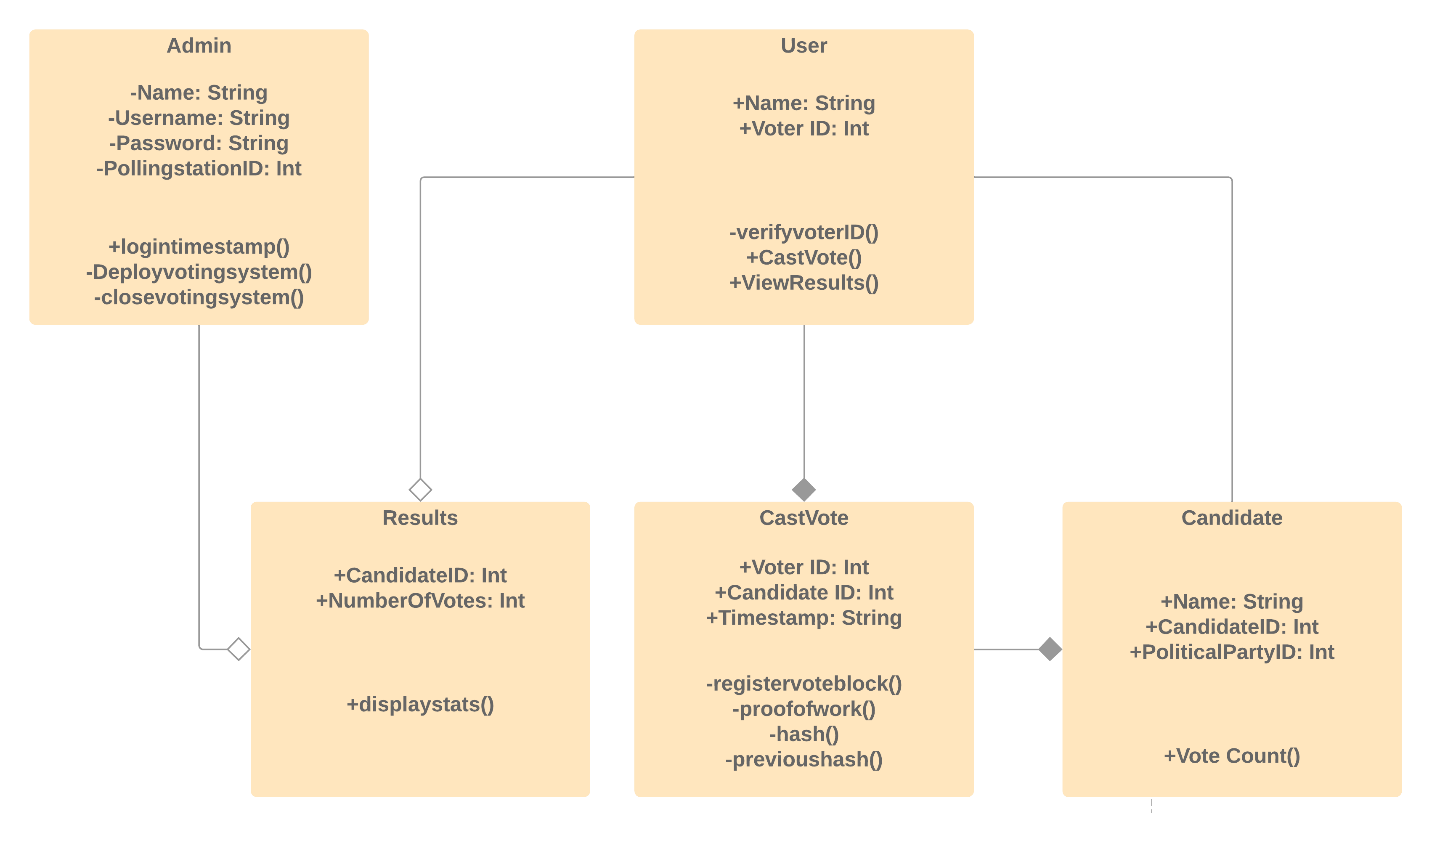 Admin
-Name: String
-Username: String
-Password: String
-PollingstationID: Int
+logintimestamp()
-Deployvotingsystem()
-closevotingsystem()
User
+Name: String
+Voter ID: Int
-verifyvoterID()
+CastVote()
+ViewResults()
Results
+CandidateID: Int
+NumberOfVotes: Int
+displaystats()
CastVote
+Voter ID: Int
+Candidate ID: Int
+Timestamp: String
-registervoteblock()
-proofofwork()
-hash()
-previoushash()
Candidate
+Name: String
+CandidateID: Int
+PoliticalPartyID: Int
+Vote Count()